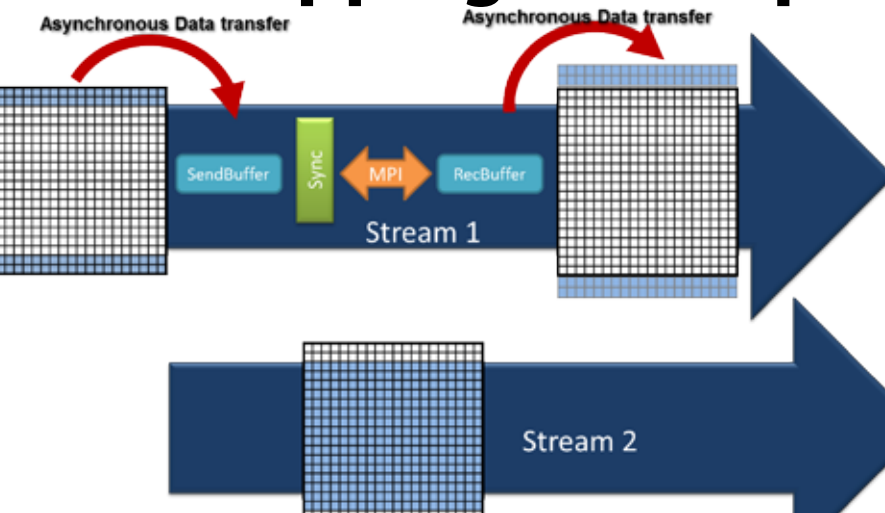 Asynchronous Data transfer
Asynchronous Data transfer
SendBuffer
Sync
MPI
RecBuffer
Stream 1
Stream 2